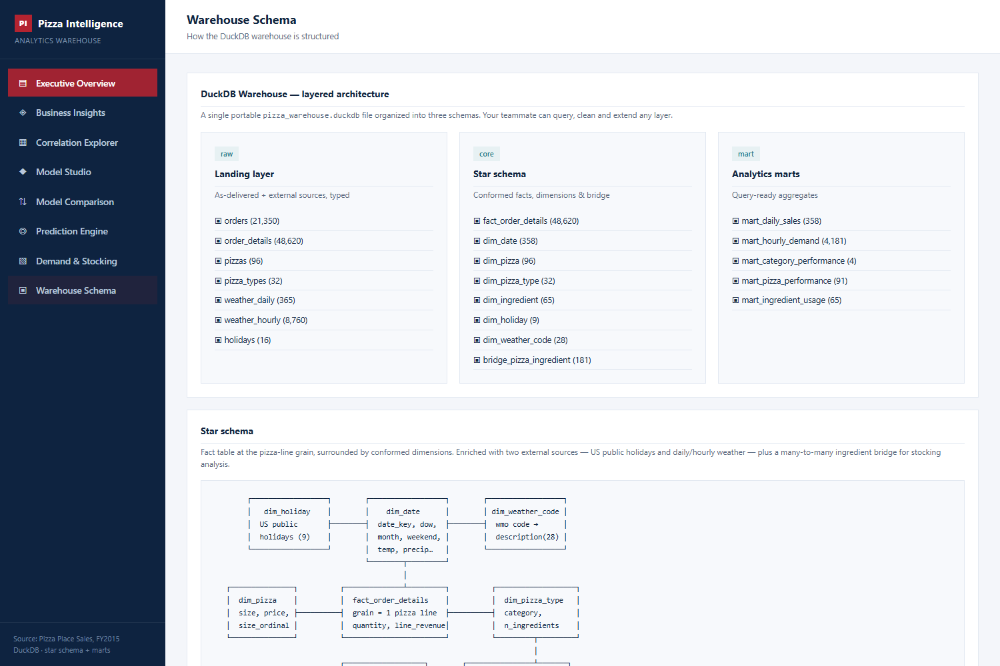 PI Pizza Intelligence
ANALYTICS WAREHOUSE
Executive Overview
Business Insights
Correlation Explorer
Model Studio
Model Comparison
Prediction Engine
Demand & Stocking
Warehouse Schema
Source: Pizza Place Sales, FY2015
DuckDB · star schema + marts
Warehouse Schema
How the DuckDB warehouse is structured
DuckDB Warehouse — layered architecture
A single portable pizza_warehouse.duckdb file organized into three schemas. Your teammate can query, clean and extend any layer.
raw
Landing layer
As-delivered + external sources, typed
orders (21,350)
order_details (48,620)
pizzas (96)
pizza_types (32)
weather_daily (365)
weather_hourly (8,760)
holidays (16)
core
Star schema
Conformed facts, dimensions & bridge
fact_order_details (48,620)
dim_date (358)
dim_pizza (96)
dim_pizza_type (32)
dim_ingredient (65)
dim_holiday (9)
dim_weather_code (28)
bridge_pizza_ingredient (181)
mart
Analytics marts
Query-ready aggregates
mart_daily_sales (358)
mart_hourly_demand (4,181)
mart_category_performance (4)
mart_pizza_performance (91)
mart_ingredient_usage (65)
Star schema
Fact table at the pizza-line grain, surrounded by conformed dimensions. Enriched with two external sources — US public holidays and daily/hourly weather — plus a many-to-many ingredient bridge for stocking
analysis.
dim_holiday
US public
holidays (9)
dim_date
date_key, dow,
month, weekend,
temp, precip…
dim_weather_code
wmo code →
description(28)
dim_pizza
size, price,
size_ordinal
fact_order_details
grain = 1 pizza line
quantity, line_revenue
dim_pizza_type
category,
n_ingredients